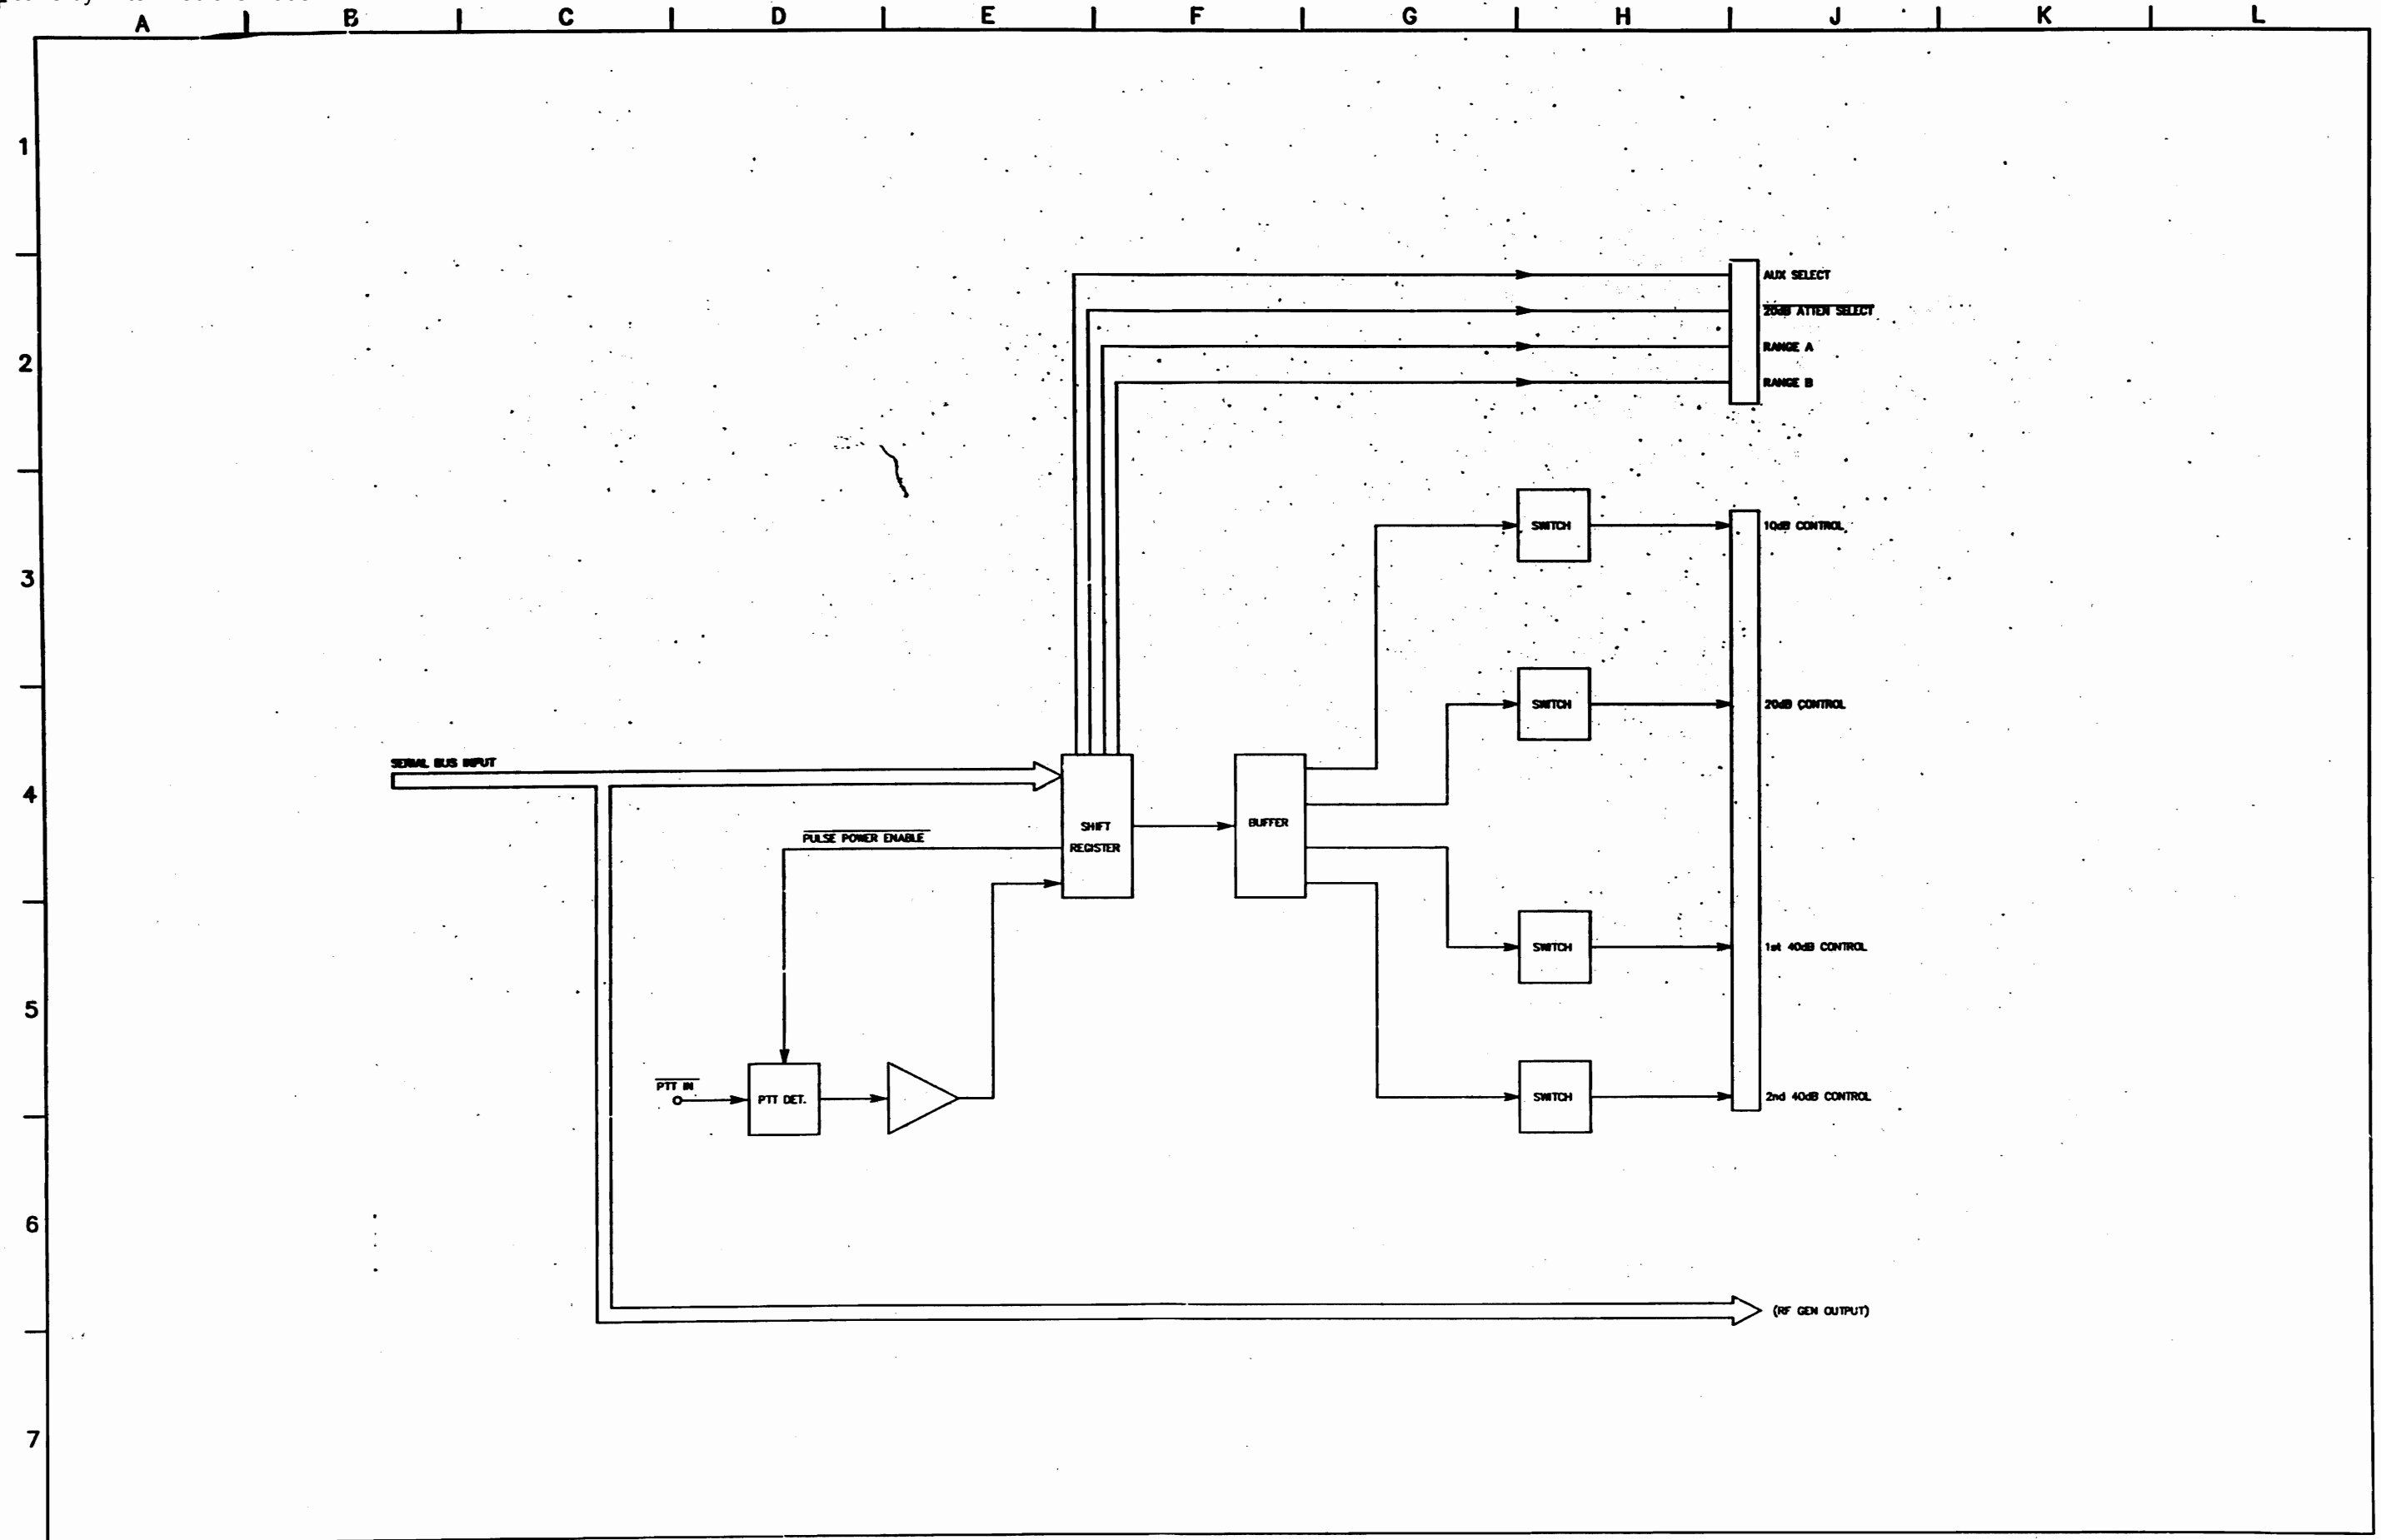 A B C D E F G H J K L
1
AUX SELECT
20dB ATTEN SELECT
2
RANGE A
RANGE B
SWITCH
10dB CONTROL
3
SWITCH
20dB CONTROL
SERIAL BUS INPUT
4
SHIFT
REGISTER
BUFFER
PULSE POWER ENABLE
SWITCH
1st 40dB CONTROL
5
PTT IN
PTT DET.
SWITCH
2nd 40dB CONTROL
6
(RF GEN OUTPUT)
7